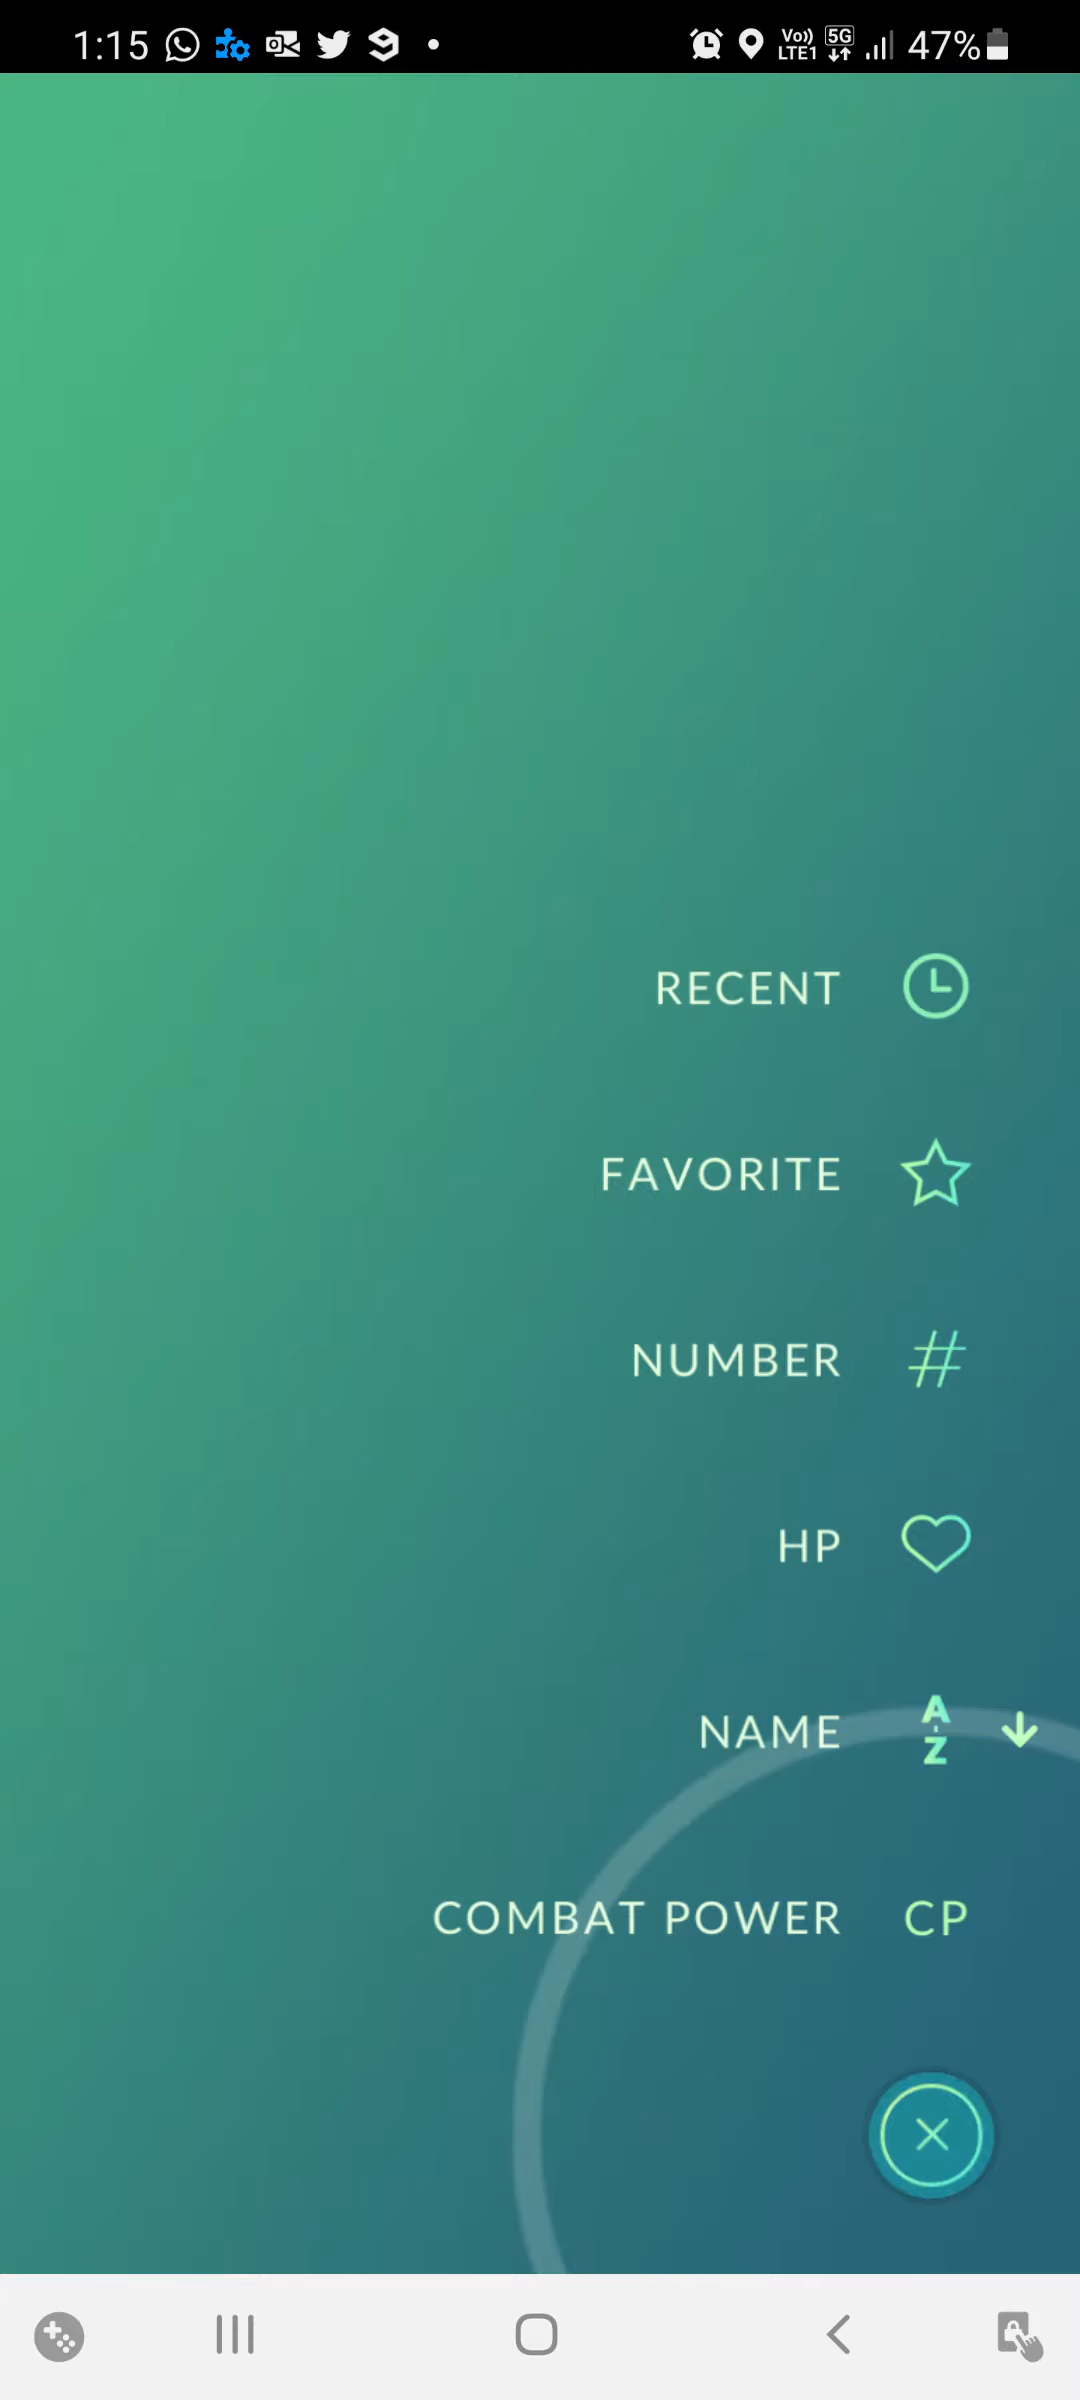 1:15 Vo)) LTE1 5G 47%
RECENT
FAVORITE
NUMBER #
HP
NAME A-Z
COMBAT POWER CP